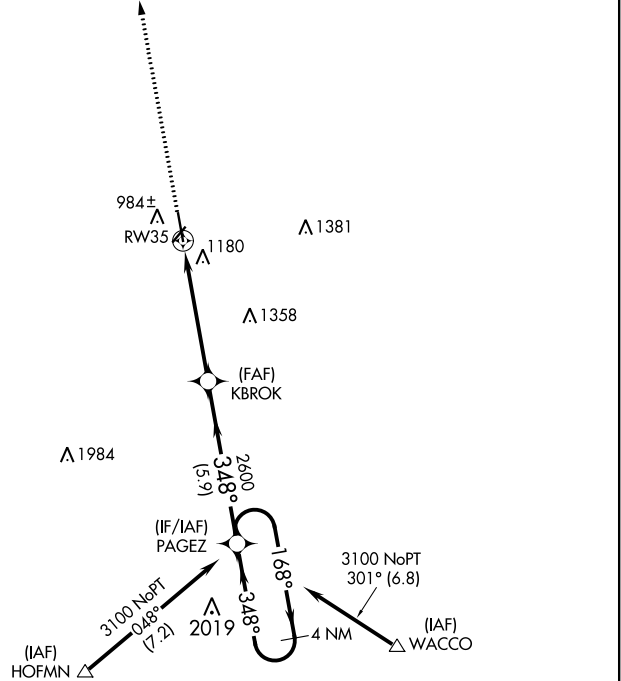 984±
RW35
1180
1381
1358
(FAF)
KBROK
1984
2600
348°
(5.9)
(IF/IAF)
PAGEZ
168°
348°
4 NM
3100 NoPT
048°
(7.2)
2019
3100 NoPT
301° (6.8)
(IAF)
HOFMN
(IAF)
WACCO